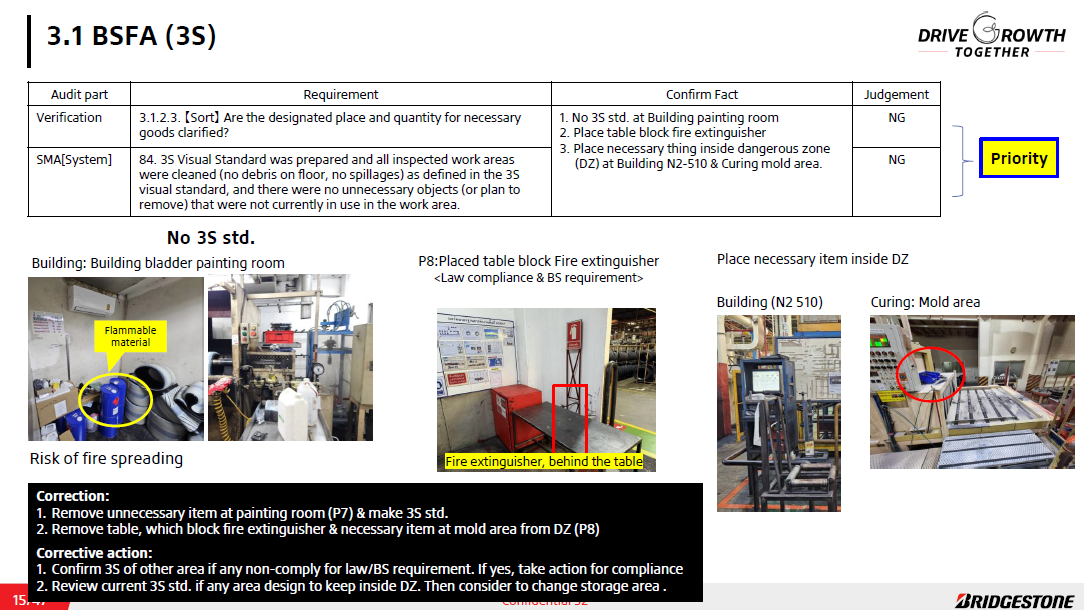 3.1 BSFA (3S)
DRIVE GROWTH
TOGETHER
Audit part
Requirement
Confirm Fact
Judgement
Verification
3.1.2.3.【Sort】Are the designated place and quantity for necessary
goods clarified?
1. No 3S std. at Building painting room
2. Place table block fire extinguisher
3. Place necessary thing inside dangerous zone
(DZ) at Building N2-510 & Curing mold area.
NG
SMA[System]
84. 3S Visual Standard was prepared and all inspected work areas
were cleaned (no debris on floor, no spillages) as defined in the 3S
visual standard, and there were no unnecessary objects (or plan to
remove) that were not currently in use in the work area.
NG
Priority
No 3S std.
Building: Building bladder painting room
Flammable
material
Risk of fire spreading
P8:Placed table block Fire extinguisher
<Law compliance & BS requirement>
Fire extinguisher, behind the table
Place necessary item inside DZ
Building (N2 510)
Curing: Mold area
Correction:
1. Remove unnecessary item at painting room (P7) & make 3S std.
2. Remove table, which block fire extinguisher & necessary item at mold area from DZ (P8)
Corrective action:
1. Confirm 3S of other area if any non-comply for law/BS requirement. If yes, take action for compliance
2. Review current 3S std. if any area design to keep inside DZ. Then consider to change storage area .
BRIDGESTONE